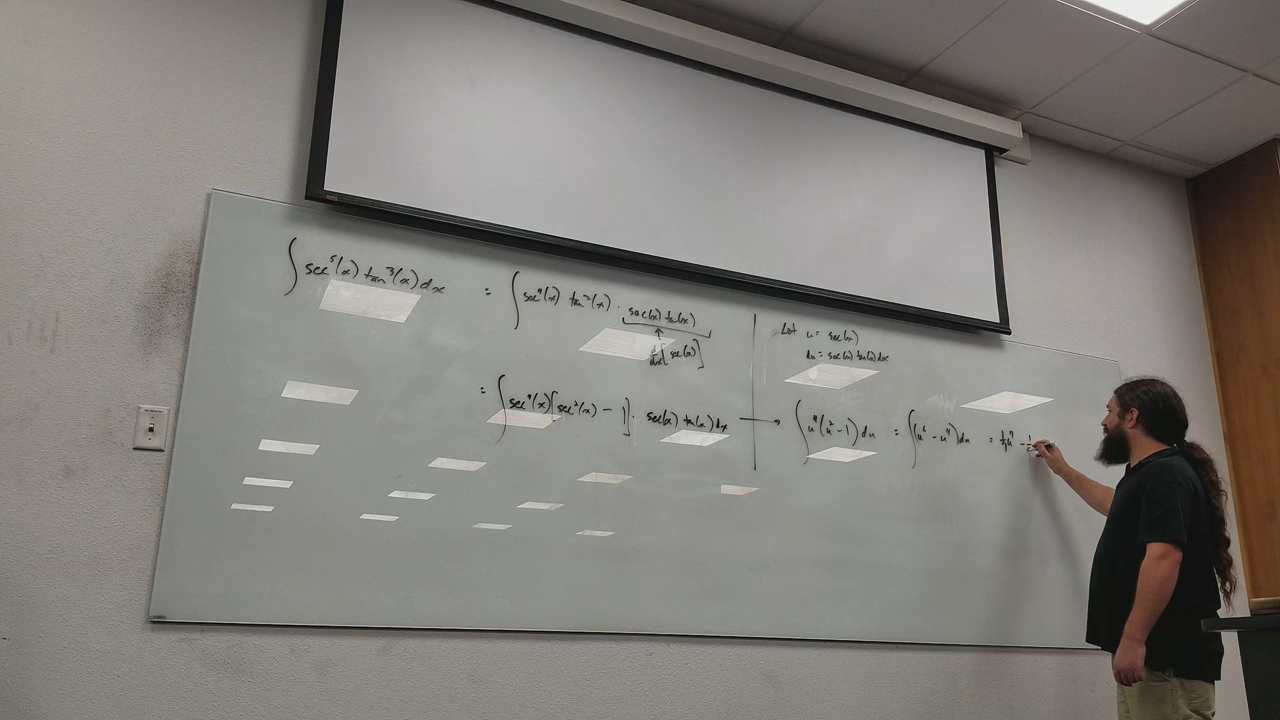 ∫ sec⁵(x) tan³(x) dx = ∫ sec⁴(x) tan²(x) · sec(x) tan(x)
d/dx [sec(x)]
= ∫ sec⁴(x) [sec²(x) − 1] · sec(x) tan(x) dx →
Let u = sec(x)
du = sec(x) tan(x) dx
∫ u⁴(u² − 1) du = ∫ (u⁶ − u⁴) du = 1/7 u⁷ − 1